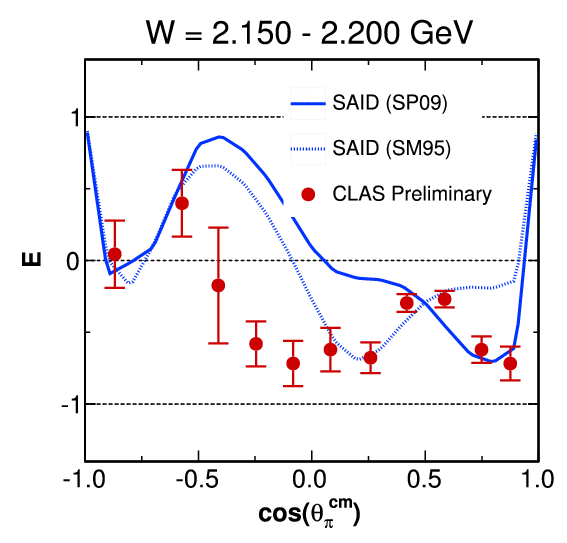 W = 2.150 - 2.200 GeV
SAID (SP09)
SAID (SM95)
CLAS Preliminary
1
0
-1
E
-1.0 -0.5 0.0 0.5 1.0
cos(θπcm)